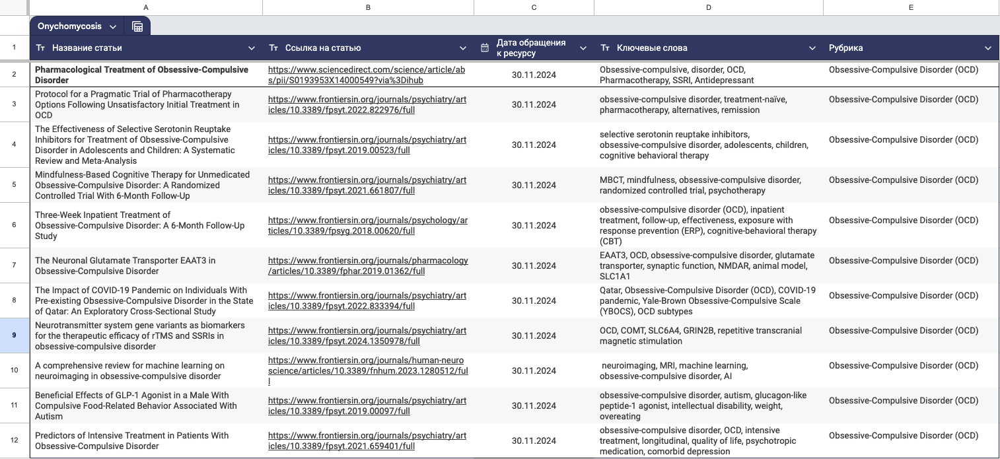 A B C D E
Onychomycosis
1 Tт Название статьи Tт Ссылка на статью Дата обращения
к ресурсу Tт Ключевые слова Рубрика
2 Pharmacological Treatment of Obsessive-Compulsive
Disorder
https://www.sciencedirect.com/science/article/ab
s/pii/S0193953X14000549?via%3Dihub
30.11.2024
Obsessive-compulsive, disorder, OCD,
Pharmacotherapy, SSRI, Antidepressant
Obsessive-Compulsive Disorder (OCD)
3 Protocol for a Pragmatic Trial of Pharmacotherapy
Options Following Unsatisfactory Initial Treatment in
OCD
https://www.frontiersin.org/journals/psychiatry/art
icles/10.3389/fpsyt.2022.822976/full
30.11.2024
obsessive-compulsive disorder, treatment-naïve,
pharmacotherapy, alternatives, remission
Obsessive-Compulsive Disorder (OCD)
4 The Effectiveness of Selective Serotonin Reuptake
Inhibitors for Treatment of Obsessive-Compulsive
Disorder in Adolescents and Children: A Systematic
Review and Meta-Analysis
https://www.frontiersin.org/journals/psychiatry/art
icles/10.3389/fpsyt.2019.00523/full
30.11.2024
selective serotonin reuptake inhibitors,
obsessive-compulsive disorder, adolescents, children,
cognitive behavioral therapy
Obsessive-Compulsive Disorder (OCD)
5 Mindfulness-Based Cognitive Therapy for Unmedicated
Obsessive-Compulsive Disorder: A Randomized
Controlled Trial With 6-Month Follow-Up
https://www.frontiersin.org/journals/psychiatry/art
icles/10.3389/fpsyt.2021.661807/full
30.11.2024
MBCT, mindfulness, obsessive-compulsive disorder,
randomized controlled trial, psychotherapy
Obsessive-Compulsive Disorder (OCD)
6 Three-Week Inpatient Treatment of
Obsessive-Compulsive Disorder: A 6-Month Follow-Up
Study
https://www.frontiersin.org/journals/psychology/ar
ticles/10.3389/fpsyg.2018.00620/full
30.11.2024
obsessive-compulsive disorder (OCD), inpatient
treatment, follow-up, effectiveness, exposure with
response prevention (ERP), cognitive-behavioral therapy
(CBT)
Obsessive-Compulsive Disorder (OCD)
7 The Neuronal Glutamate Transporter EAAT3 in
Obsessive-Compulsive Disorder
https://www.frontiersin.org/journals/pharmacology
/articles/10.3389/fphar.2019.01362/full
30.11.2024
EAAT3, OCD, obsessive-compulsive disorder, glutamate
transporter, synaptic function, NMDAR, animal model,
SLC1A1
Obsessive-Compulsive Disorder (OCD)
8 The Impact of COVID-19 Pandemic on Individuals With
Pre-existing Obsessive-Compulsive Disorder in the State
of Qatar: An Exploratory Cross-Sectional Study
https://www.frontiersin.org/journals/psychiatry/art
icles/10.3389/fpsyt.2022.833394/full
30.11.2024
Qatar, Obsessive-Compulsive Disorder (OCD), COVID-19
pandemic, Yale-Brown Obsessive-Compulsive Scale
(YBOCS), OCD subtypes
Obsessive-Compulsive Disorder (OCD)
9 Neurotransmitter system gene variants as biomarkers
for the therapeutic efficacy of rTMS and SSRIs in
obsessive-compulsive disorder
https://www.frontiersin.org/journals/psychiatry/art
icles/10.3389/fpsyt.2024.1350978/full
30.11.2024
OCD, COMT, SLC6A4, GRIN2B, repetitive transcranial
magnetic stimulation
Obsessive-Compulsive Disorder (OCD)
10 A comprehensive review for machine learning on
neuroimaging in obsessive-compulsive disorder
https://www.frontiersin.org/journals/human-neuro
science/articles/10.3389/fnhum.2023.1280512/ful
l
30.11.2024
neuroimaging, MRI, machine learning,
obsessive-compulsive disorder, AI
Obsessive-Compulsive Disorder (OCD)
11 Beneficial Effects of GLP-1 Agonist in a Male With
Compulsive Food-Related Behavior Associated With
Autism
https://www.frontiersin.org/journals/psychiatry/art
icles/10.3389/fpsyt.2019.00097/full
30.11.2024
obsessive-compulsive disorder, autism, glucagon-like
peptide-1 agonist, intellectual disability, weight,
overeating
Obsessive-Compulsive Disorder (OCD)
12 Predictors of Intensive Treatment in Patients With
Obsessive-Compulsive Disorder
https://www.frontiersin.org/journals/psychiatry/art
icles/10.3389/fpsyt.2021.659401/full
30.11.2024
obsessive-compulsive disorder, OCD, intensive
treatment, longitudinal, quality of life, psychotropic
medication, comorbid depression
Obsessive-Compulsive Disorder (OCD)